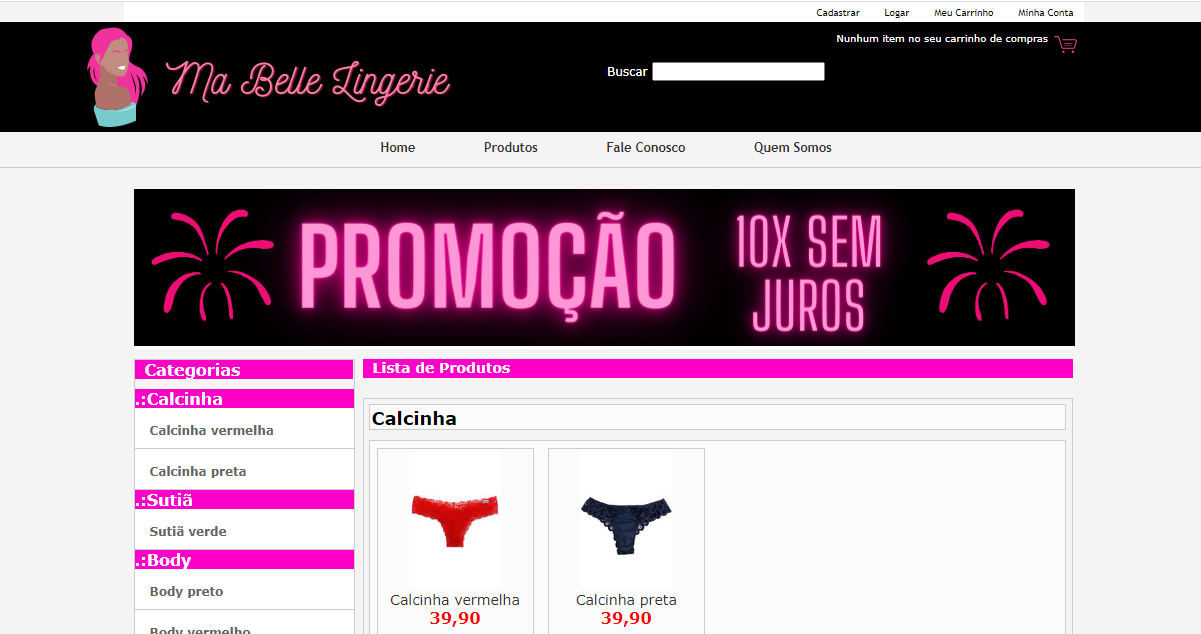 Cadastrar Logar Meu Carrinho Minha Conta
Nunhum item no seu carrinho de compras
Ma Belle Lingerie
Buscar
Home Produtos Fale Conosco Quem Somos
PROMOÇÃO
10X SEM
JUROS
Categorias
.:Calcinha
Calcinha vermelha
Calcinha preta
.:Sutiã
Sutiã verde
.:Body
Body preto
Body vermelho
Lista de Produtos
Calcinha
Calcinha vermelha
39,90
Calcinha preta
39,90